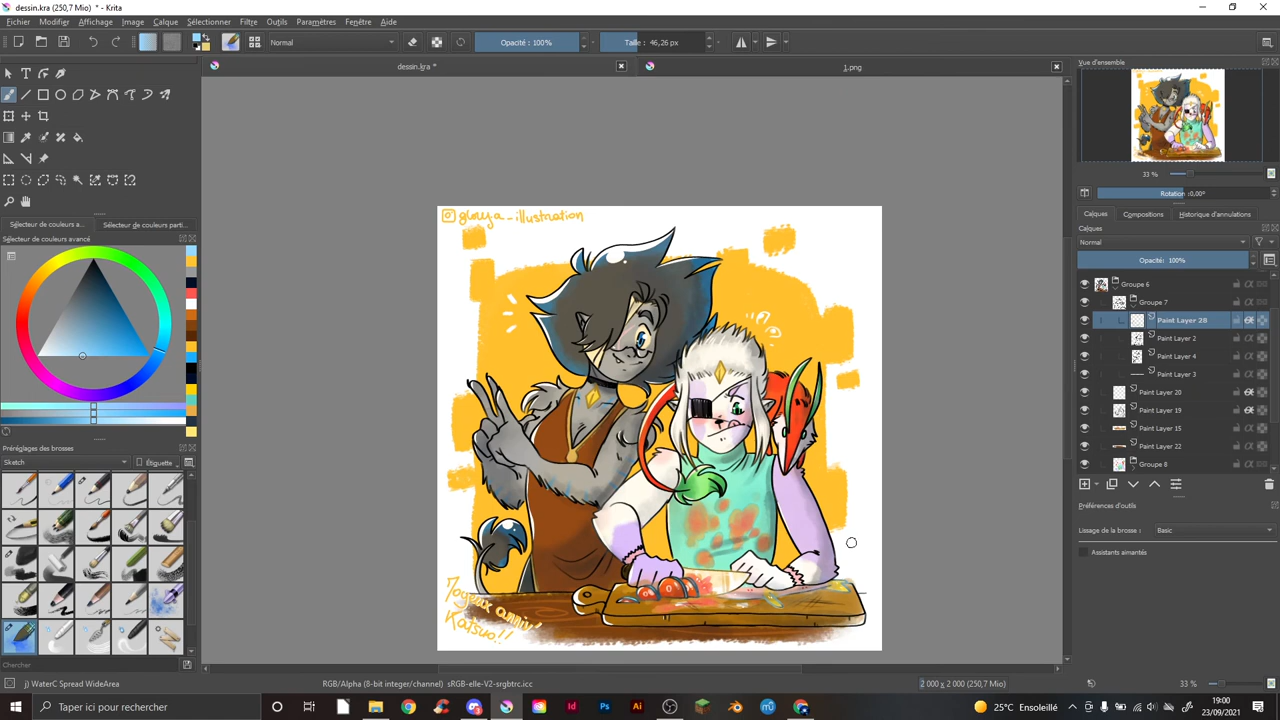 dessin.kra (250,7 Mio) * - Krita
Fichier Modifier Affichage Image Calque Sélectionner Filtre Outils Paramètres Fenêtre Aide
Normal Opacité : 100% Taille : 46,26 px
dessin.kra * 1.png
Vue d'ensemble
33 %
Rotation :0,00°
Sélecteur de couleurs a... Sélecteur de couleurs parti...
Sélecteur de couleurs avancé
Calques Compositions Historique d'annulations
Calques
Normal
Opacité: 100%
Groupe 6
Groupe 7
Paint Layer 28
Paint Layer 2
Paint Layer 4
Paint Layer 3
Paint Layer 20
Paint Layer 19
Paint Layer 15
Paint Layer 22
Groupe 8
glorya_illustration
Joyeux anniv'
Katsuo!!
Préréglages des brosses
Sketch Étiquette
Chercher
Préférences d'outils
Lissage de la brosse : Basic
Assistants aimantés
j) WaterC Spread WideArea RGB/Alpha (8-bit integer/channel) sRGB-elle-V2-srgbtrc.icc 2 000 x 2 000 (250,7 Mio) 33 %
Taper ici pour rechercher
Id Ps Ai
25°C Ensoleillé
19:00
23/09/2021